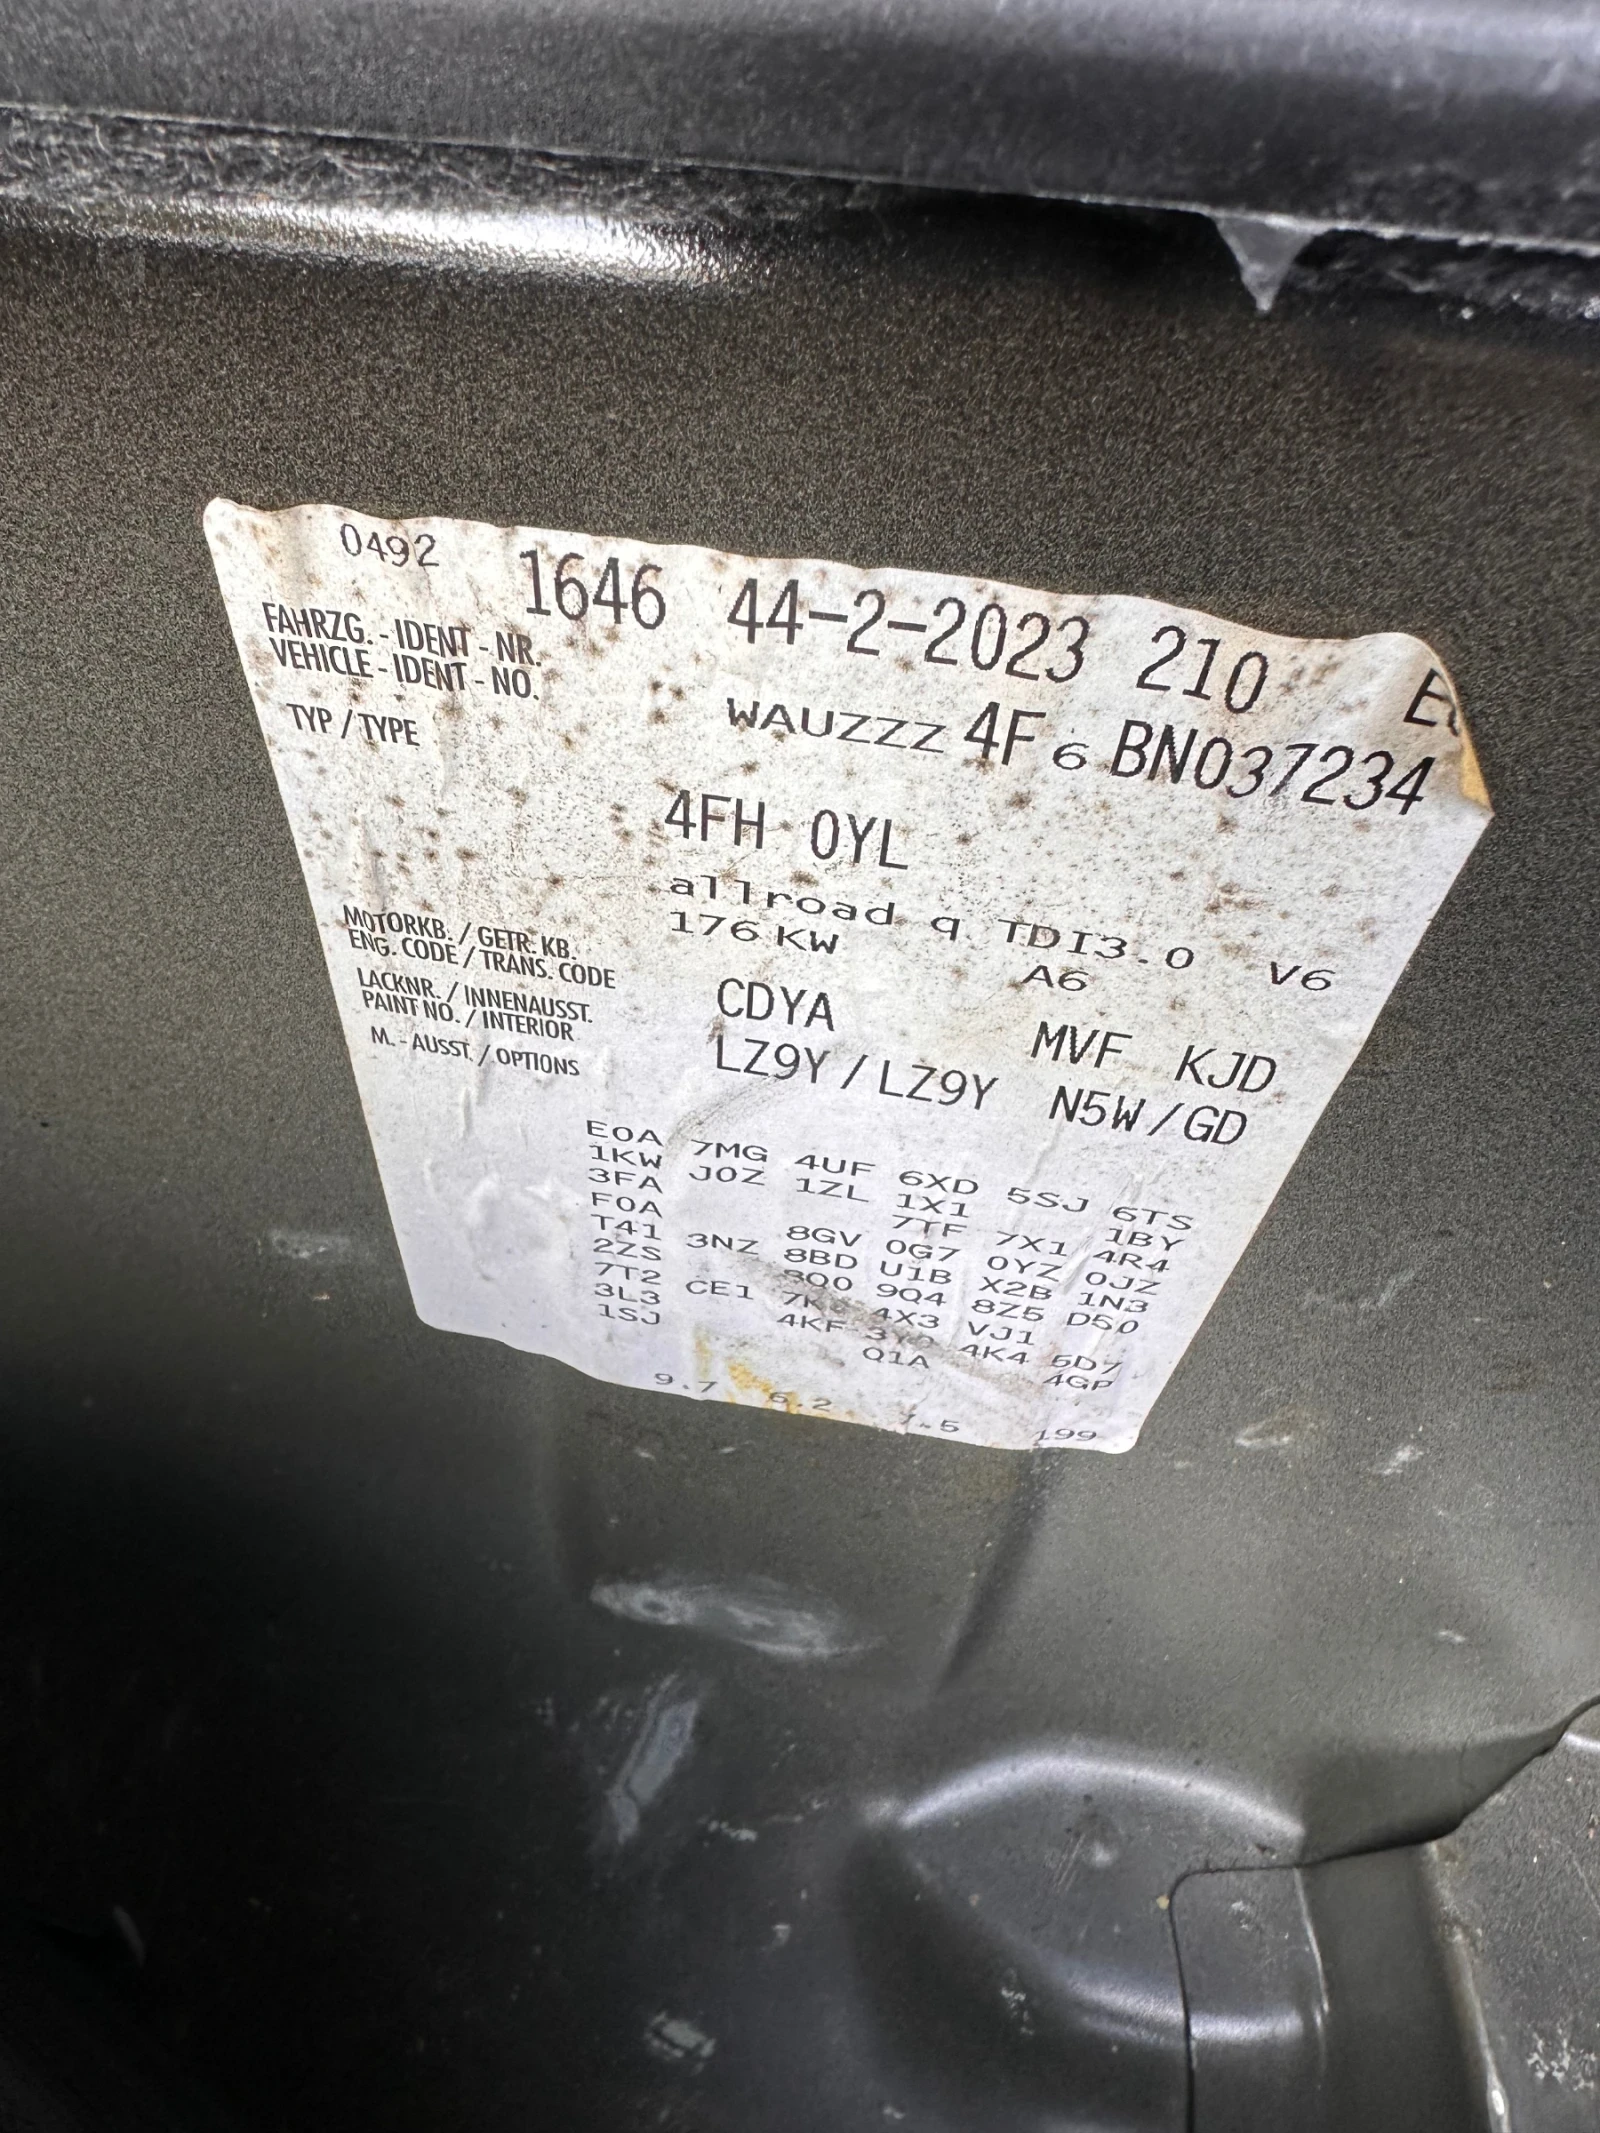 0492 1646 44-2-2023 210
FAHRZG.-IDENT-NR.
VEHICLE-IDENT-NO. WAUZZZ 4F 6 BN037234
TYP / TYPE 4FH 0YL
allroad q TDI3.0 V6
176 KW A6
MOTORKB. / GETR. KB.
ENG. CODE / TRANS. CODE CDYA MVF KJD
LACKNR. / INNENAUSST.
PAINT NO. / INTERIOR LZ9Y / LZ9Y N5W / GD
M. - AUSST. / OPTIONS
E0A 7MG 4UF 6XD 5SJ 6TS
1KW J0Z 1ZL 1X1 1BY
3FA 7TF 7X1 4R4
F0A 8GV 0G7 0YZ 0JZ
T41 3NZ 8BD U1B X2B 1N3
2ZS 9Q4 8Z5 D50
7T2 CE1 4X3 VJ1
3L3 4KF 4K4 5D7
1SJ Q1A 4GP
9.7 6.2 199